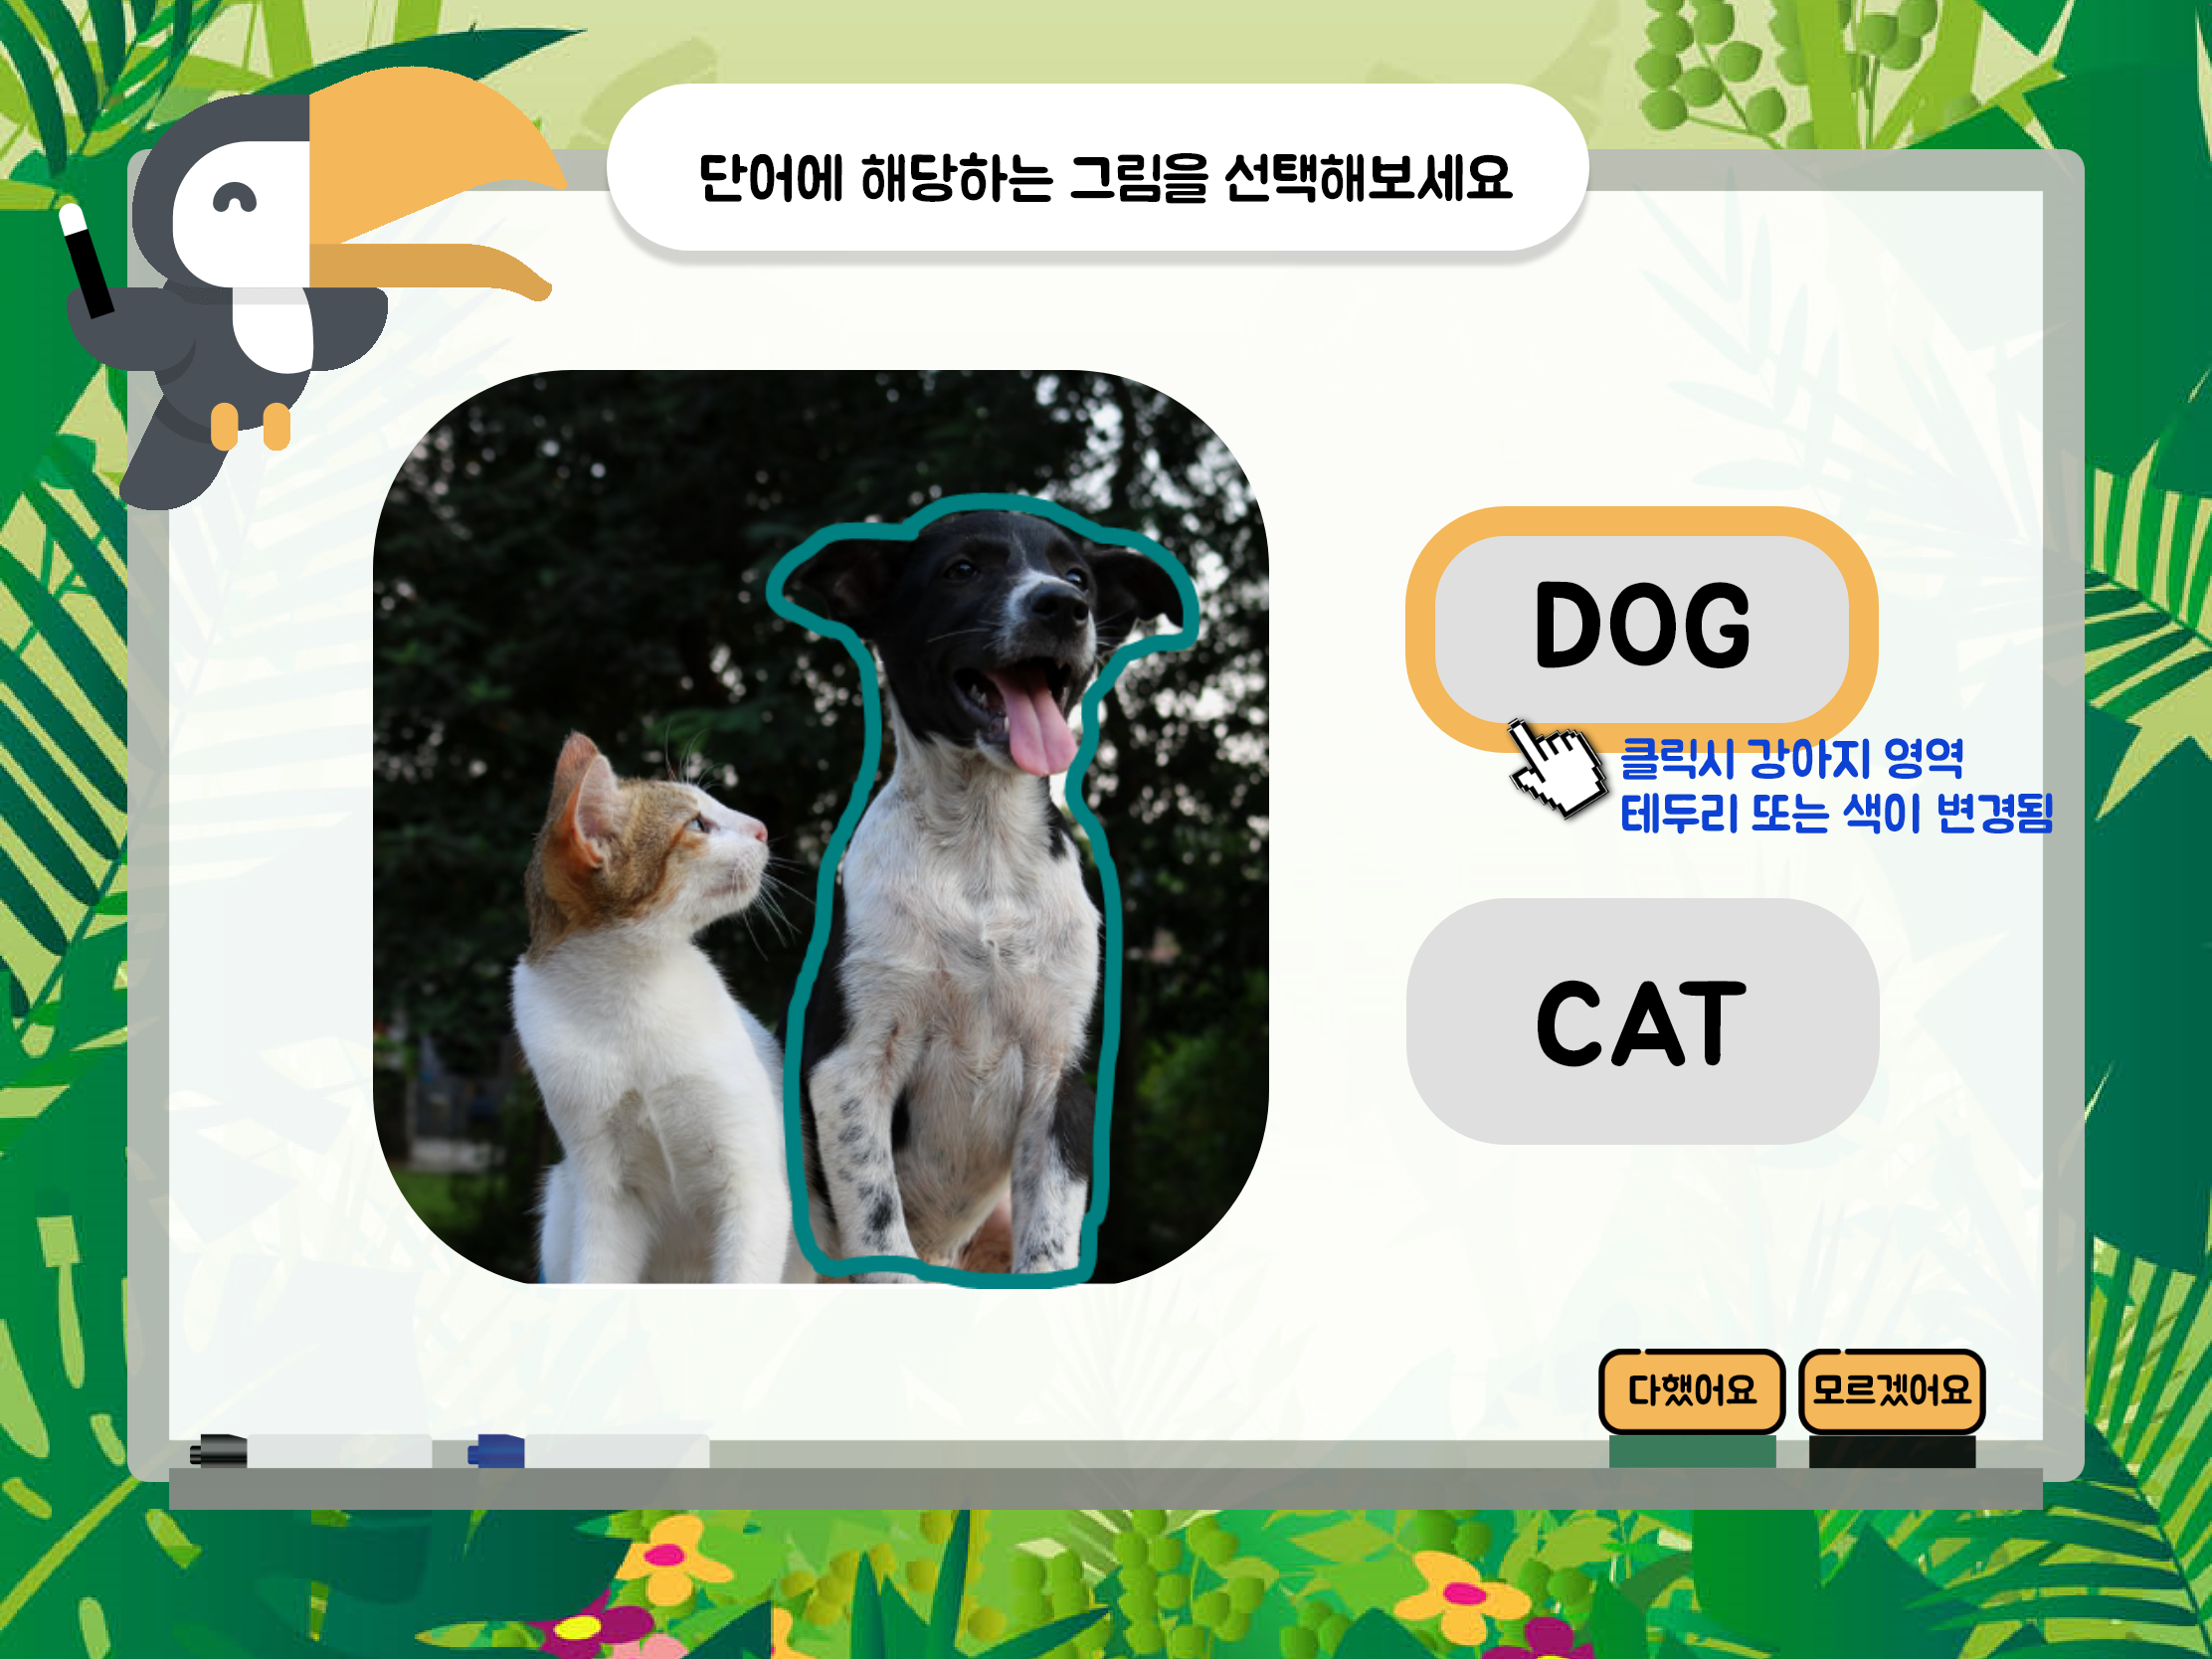 단어에 해당하는 그림을 선택해보세요
DOG
클릭시 강아지 영역
테두리 또는 색이 변경됨
CAT
다했어요
모르겠어요